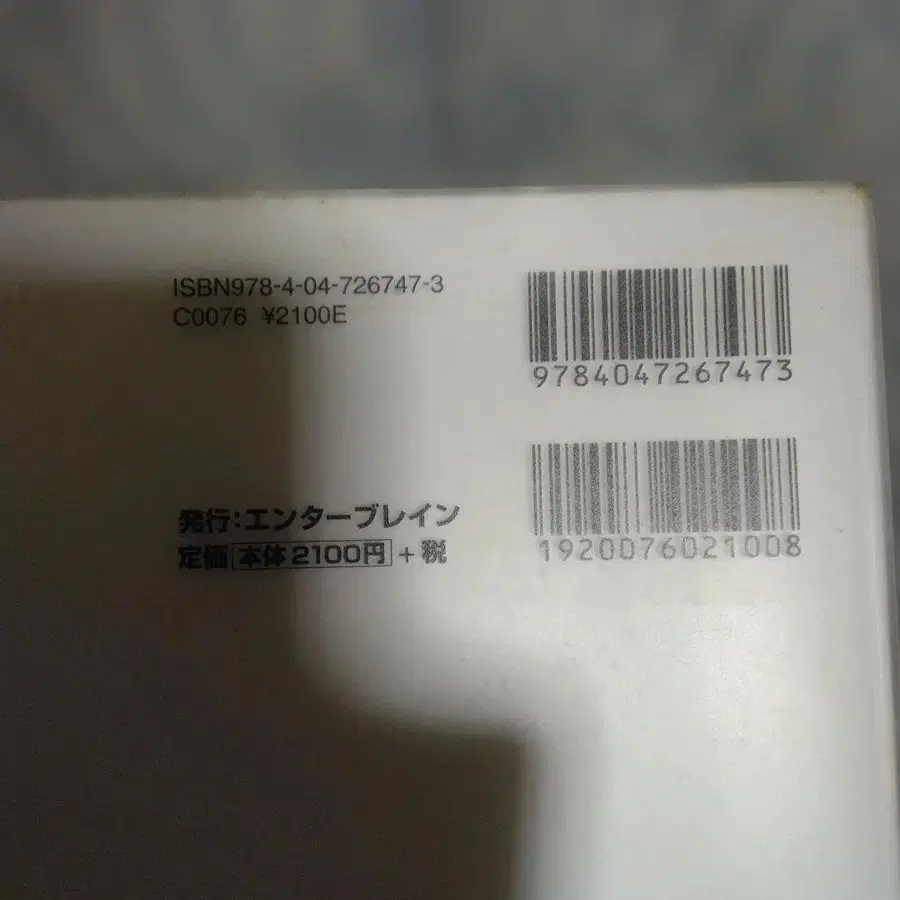 ISBN978-4-04-726747-3
C0076 ¥2100E
9784047267473
発行:エンターブレイン
定価 本体2100円 + 税
1920076021008